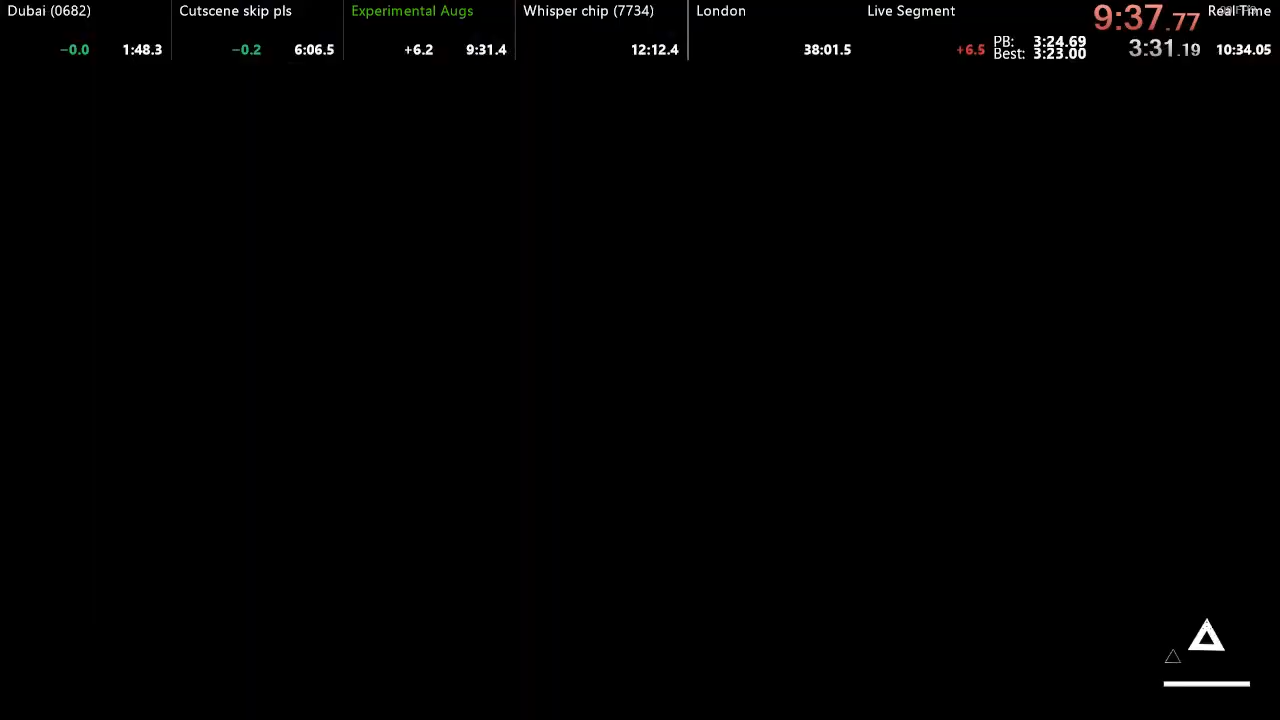 Dubai (0682) Cutscene skip pls Experimental Augs Whisper chip (7734) London Live Segment 9:37.77 Real Time
−0.0 1:48.3 −0.2 6:06.5 +6.2 9:31.4 12:12.4 38:01.5 +6.5 PB: 3:24.69 3:31.19 10:34.05
Best: 3:23.00